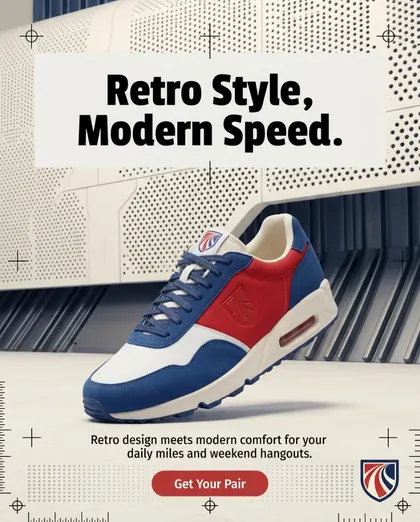 Retro Style,
Modern Speed.
Retro design meets modern comfort for your
daily miles and weekend hangouts.
Get Your Pair